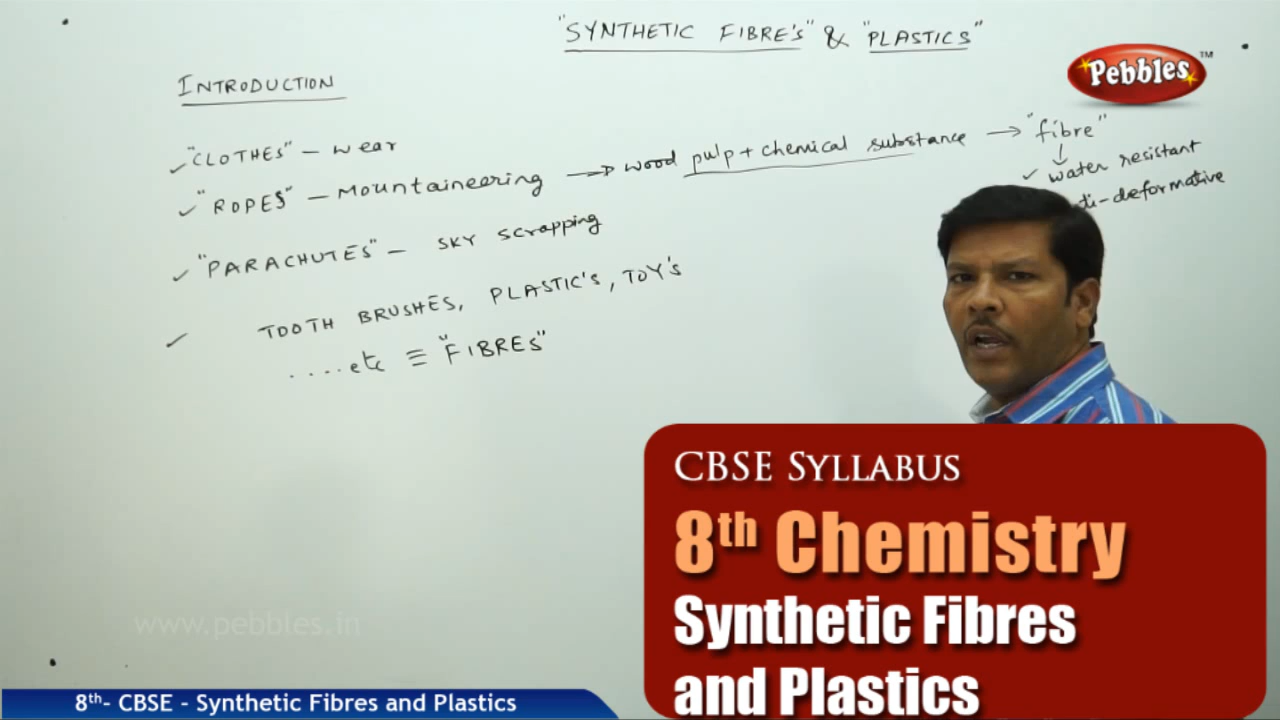 "SYNTHETIC FIBRE'S" & "PLASTICS"
Pebbles™
INTRODUCTION
"CLOTHES" - wear
"ROPES" - Mountaineering → wood pulp + chemical substance → "fibre"
water resistant
ti-deformative
"PARACHUTES" - SKY scrapping
TOOTH BRUSHES, PLASTIC'S, TOY'S
.....etc ≡ "FIBRES"
CBSE SYLLABUS
8th Chemistry
Synthetic Fibres
and Plastics
www.pebbles.in
8th- CBSE - Synthetic Fibres and Plastics